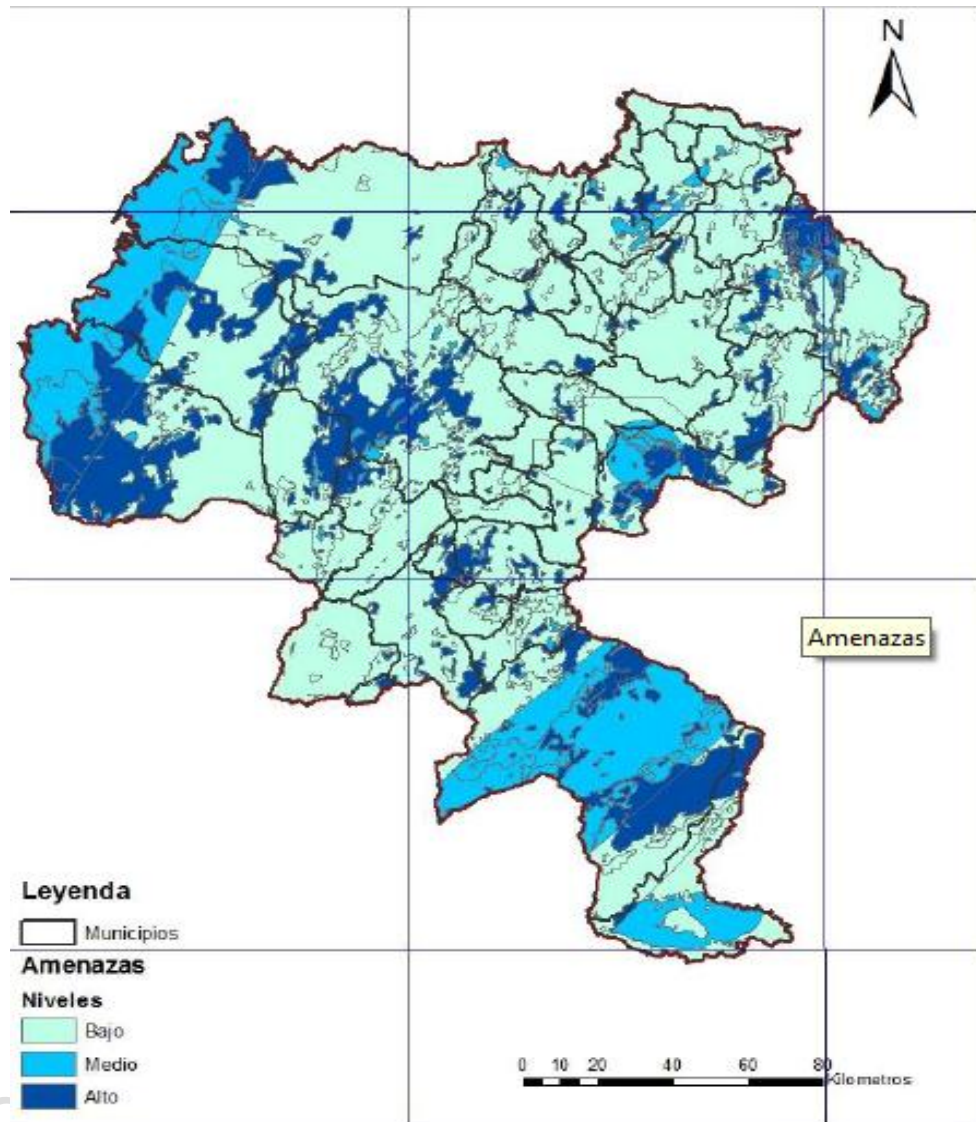 N
Amenazas
Leyenda
Municipios
Amenazas
Niveles
Bajo
Medio
Alto
0 10 20 40 60 80
Kilometros